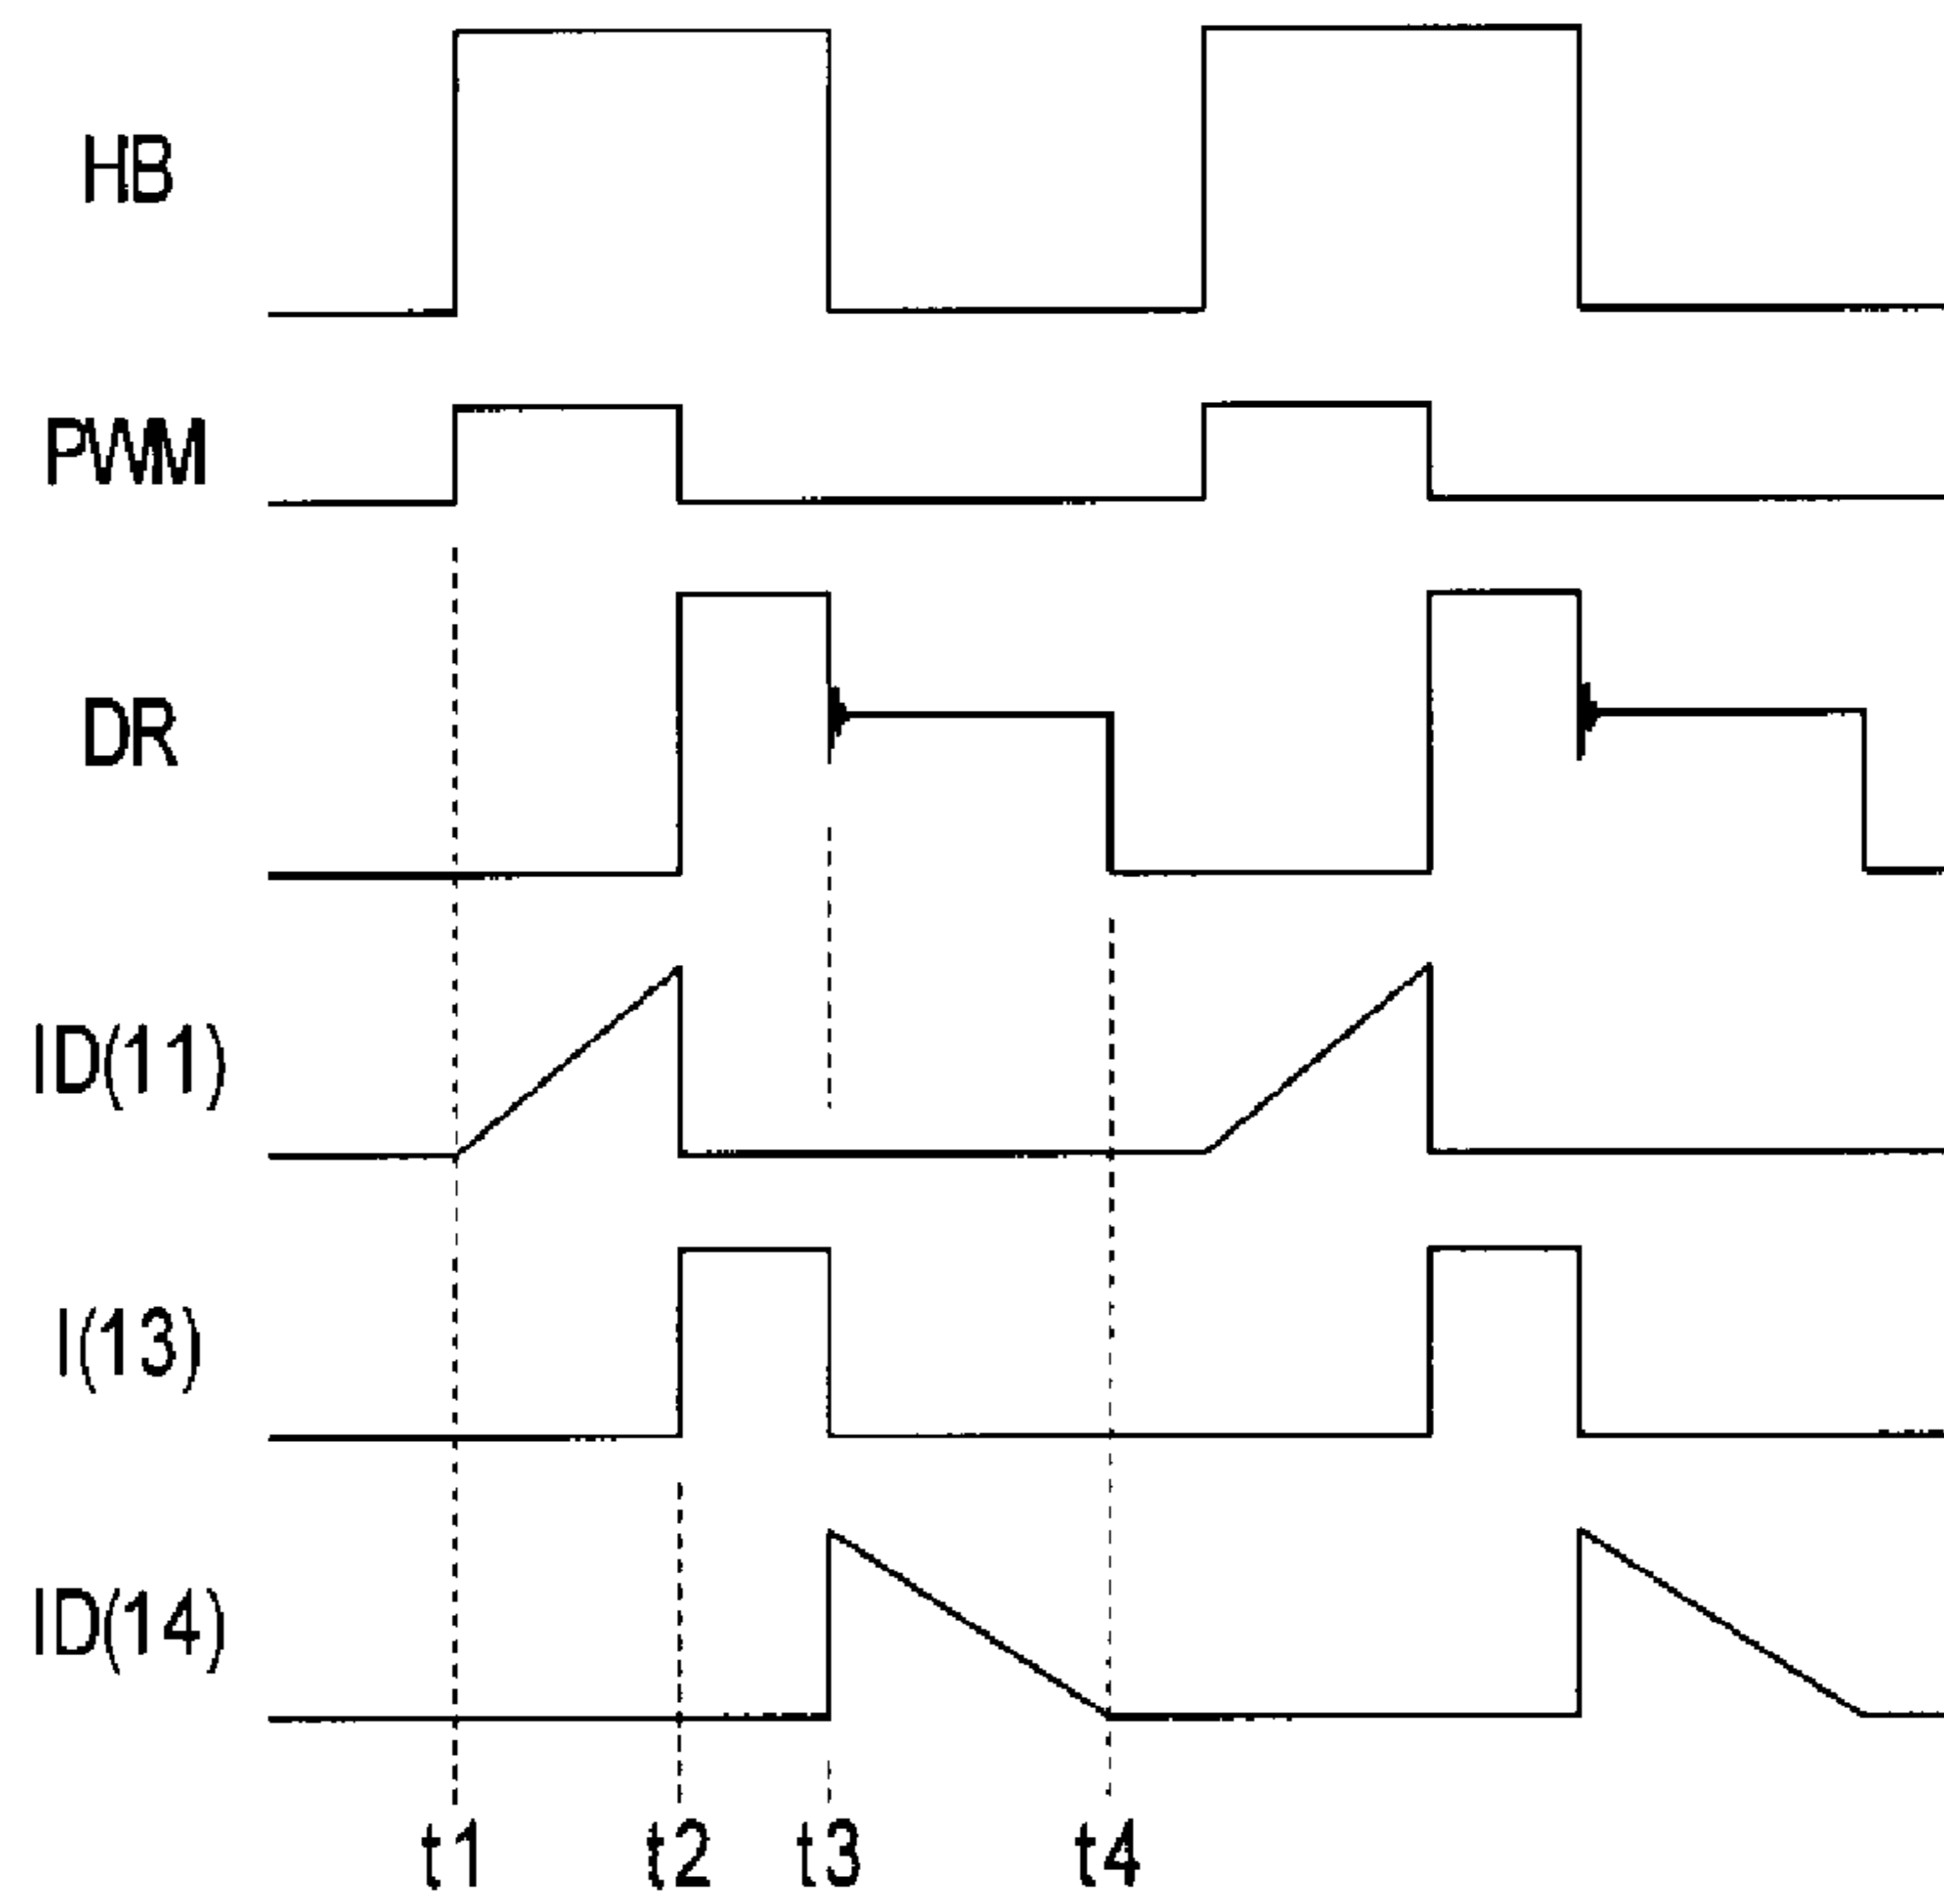 HB
PWM
DR
ID(11)
I(13)
ID(14)
t1 t2 t3 t4